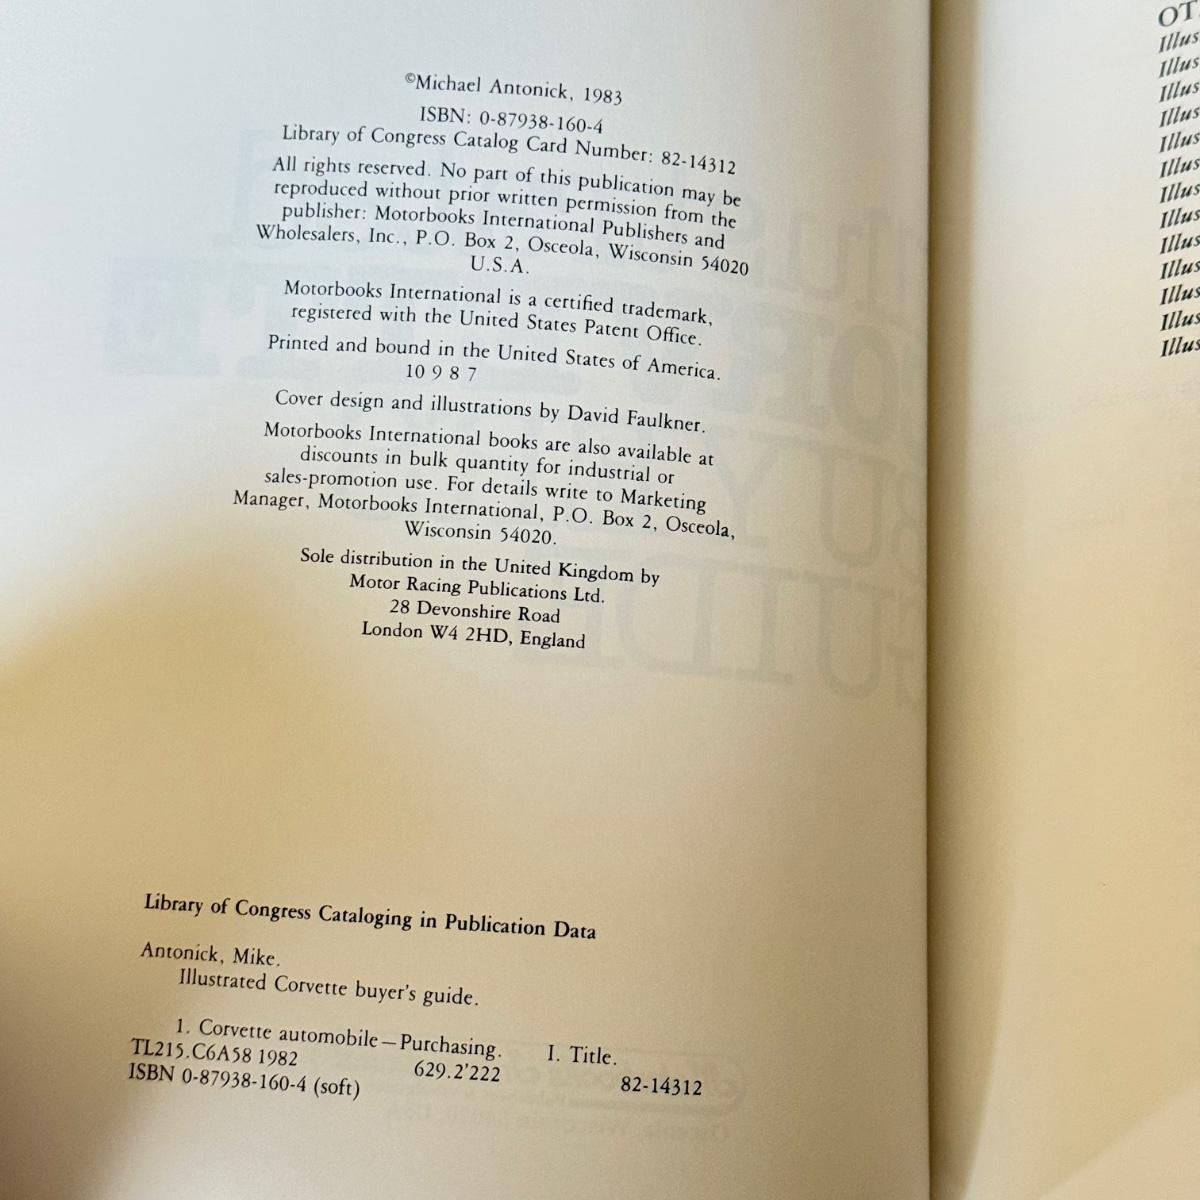 ©Michael Antonick, 1983
ISBN: 0-87938-160-4
Library of Congress Catalog Card Number: 82-14312
All rights reserved. No part of this publication may be
reproduced without prior written permission from the
publisher: Motorbooks International Publishers and
Wholesalers, Inc., P.O. Box 2, Osceola, Wisconsin 54020
U.S.A.
Motorbooks International is a certified trademark,
registered with the United States Patent Office.
Printed and bound in the United States of America.
10 9 8 7
Cover design and illustrations by David Faulkner.
Motorbooks International books are also available at
discounts in bulk quantity for industrial or
sales-promotion use. For details write to Marketing
Manager, Motorbooks International, P.O. Box 2, Osceola,
Wisconsin 54020.
Sole distribution in the United Kingdom by
Motor Racing Publications Ltd.
28 Devonshire Road
London W4 2HD, England
Library of Congress Cataloging in Publication Data
Antonick, Mike.
Illustrated Corvette buyer's guide.
1. Corvette automobile—Purchasing. I. Title.
TL215.C6A58 1982 629.2'222 82-14312
ISBN 0-87938-160-4 (soft)
OT
Illus
Illus
Illus
Illus
Illus
Illus
Illus
Illus
Illus
Illus
Illus
Illus
Illus